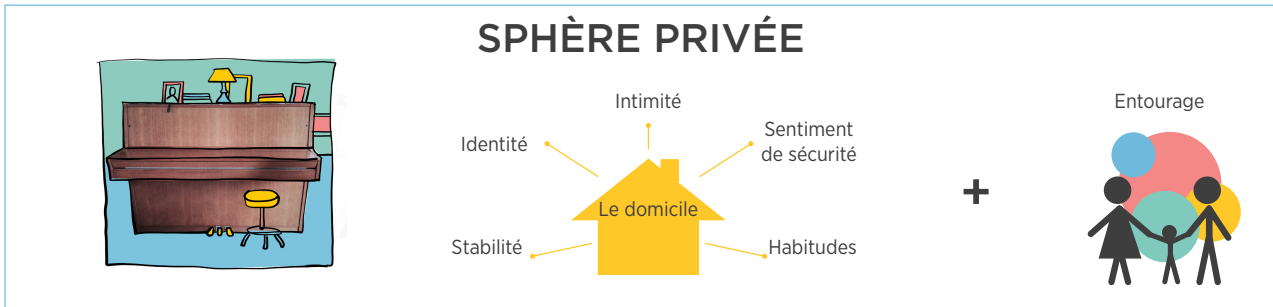 SPHÈRE PRIVÉE
Intimité
Identité
Sentiment
de sécurité
Le domicile
Stabilité
Habitudes
+
Entourage